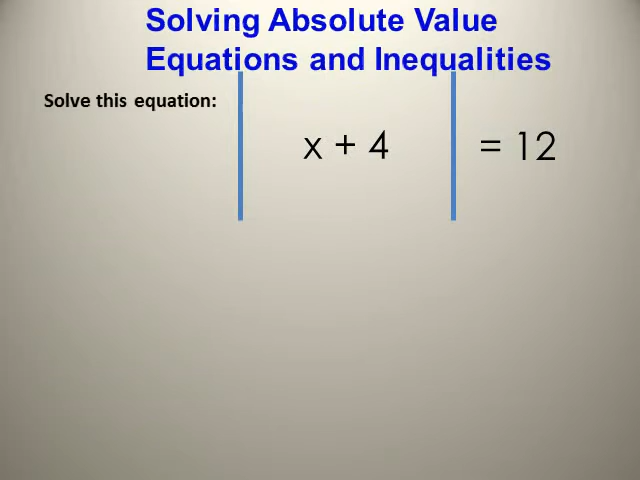 Solving Absolute Value
Equations and Inequalities
Solve this equation:
| x + 4 | = 12